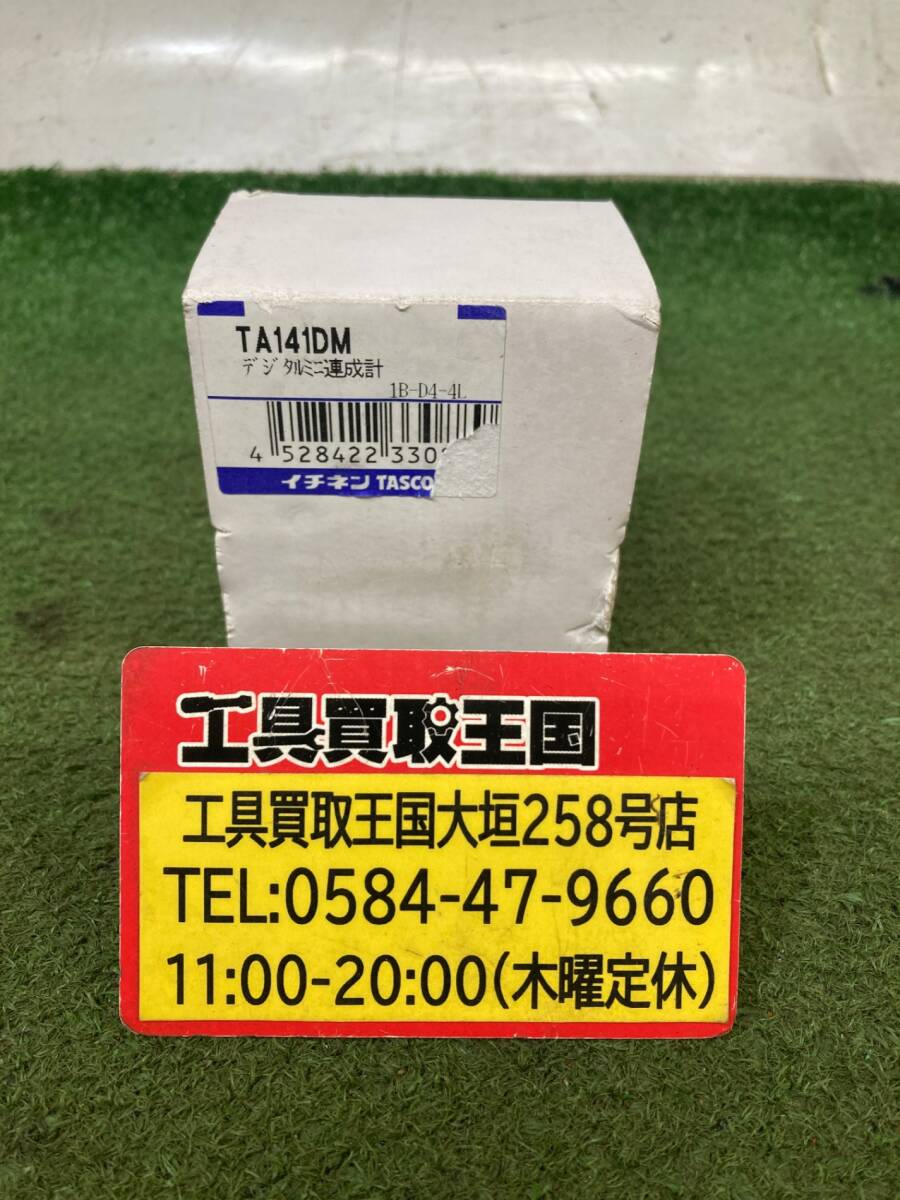 TA141DM
デジタルミニ連成計
1B-D4-4L
4 528422 330
イチネン TASCO
工具買取王国
工具買取王国大垣258号店
TEL:0584-47-9660
11:00-20:00(木曜定休)